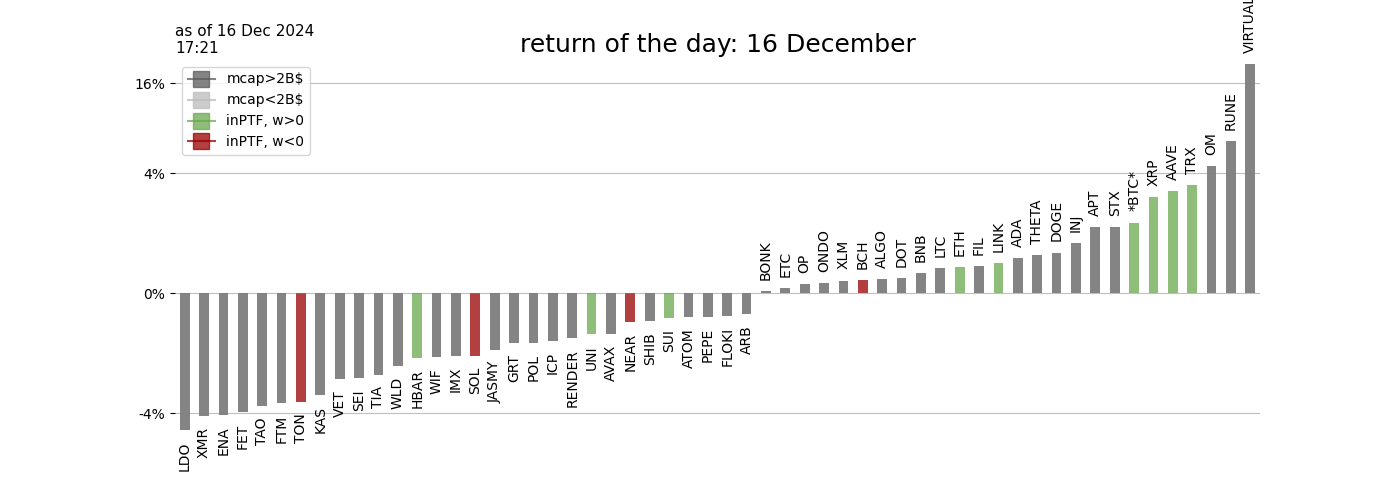 as of 16 Dec 2024
17:21
return of the day: 16 December
mcap>2B$
mcap<2B$
inPTF, w>0
inPTF, w<0
16%
4%
0%
-4%
LDO
XMR
ENA
FET
TAO
FTM
TON
KAS
VET
SEI
TIA
WLD
HBAR
WIF
IMX
SOL
JASMY
GRT
POL
ICP
RENDER
UNI
AVAX
NEAR
SHIB
SUI
ATOM
PEPE
FLOKI
ARB
BONK
ETC
OP
ONDO
XLM
BCH
ALGO
DOT
BNB
LTC
ETH
FIL
LINK
ADA
THETA
DOGE
INJ
APT
STX
*BTC*
XRP
AAVE
TRX
OM
RUNE
VIRTUAL